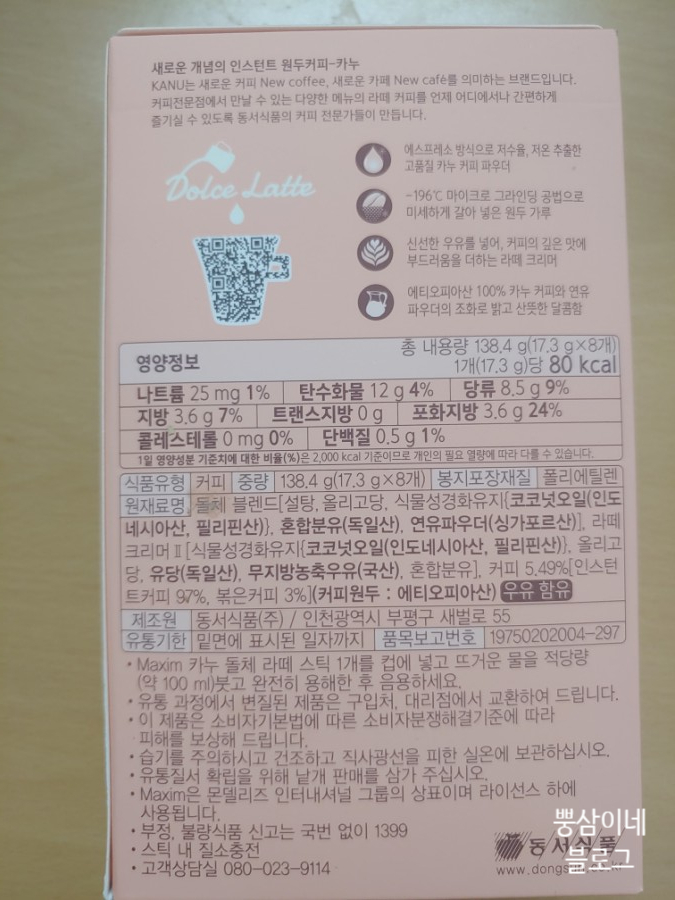 새로운 개념의 인스턴트 원두커피-카누
KANU는 새로운 커피 New coffee, 새로운 카페 New café를 의미하는 브랜드입니다.
커피전문점에서 만날 수 있는 다양한 메뉴의 라떼 커피를 언제 어디에서나 간편하게
즐기실 수 있도록 동서식품의 커피 전문가들이 만듭니다.
Dolce Latte
에스프레소 방식으로 저수율, 저온 추출한
고품질 카누 커피 파우더
-196℃ 마이크로 그라인딩 공법으로
미세하게 갈아 넣은 원두 가루
신선한 우유를 넣어, 커피의 깊은 맛에
부드러움을 더하는 라떼 크리머
에티오피아산 100% 카누 커피와 연유
파우더의 조화로 밝고 산뜻한 달콤함
영양정보
총 내용량 138.4 g(17.3 g×8개)
1개(17.3 g)당 80 kcal
나트륨 25 mg 1% 탄수화물 12 g 4% 당류 8.5 g 9%
지방 3.6 g 7% 트랜스지방 0 g 포화지방 3.6 g 24%
콜레스테롤 0 mg 0% 단백질 0.5 g 1%
1일 영양성분 기준치에 대한 비율(%)은 2,000 kcal 기준이므로 개인의 필요 열량에 따라 다를 수 있습니다.
식품유형 커피 중량 138.4 g(17.3 g×8개) 봉지포장재질 폴리에틸렌
원재료명 돌체 블렌드[설탕, 올리고당, 식물성경화유지{코코넛오일(인도
네시아산, 필리핀산)}, 혼합분유(독일산), 연유파우더(싱가포르산)], 라떼
크리머Ⅱ[식물성경화유지{코코넛오일(인도네시아산, 필리핀산)}, 올리고
당, 유당(독일산), 무지방농축우유(국산), 혼합분유], 커피 5.49%[인스턴
트커피 97%, 볶은커피 3%](커피원두 : 에티오피아산) 우유 함유
제조원 동서식품(주) / 인천광역시 부평구 새벌로 55
유통기한 밑면에 표시된 일자까지 품목보고번호 19750202004-297
• Maxim 카누 돌체 라떼 스틱 1개를 컵에 넣고 뜨거운 물을 적당량
(약 100 ml)붓고 완전히 용해한 후 음용하세요.
• 유통 과정에서 변질된 제품은 구입처, 대리점에서 교환하여 드립니다.
• 이 제품은 소비자기본법에 따른 소비자분쟁해결기준에 따라
피해를 보상해 드립니다.
• 습기를 주의하시고 건조하고 직사광선을 피한 실온에 보관하십시오.
• 유통질서 확립을 위해 낱개 판매를 삼가 주십시오.
• Maxim은 몬델리즈 인터내셔널 그룹의 상표이며 라이선스 하에
사용됩니다.
• 부정, 불량식품 신고는 국번 없이 1399
• 스틱 내 질소충전
• 고객상담실 080-023-9114
동서식품
www.dongsuh.co.kr
뿡삼이네
블로그